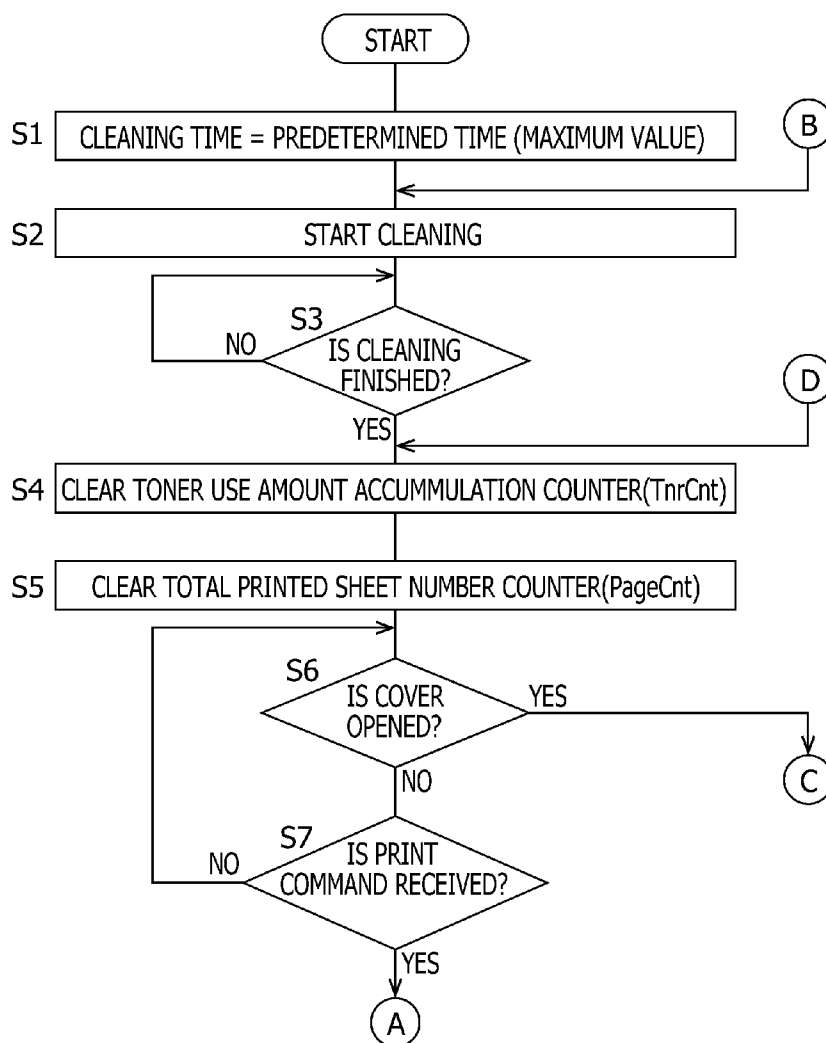 START
S1
CLEANING TIME = PREDETERMINED TIME (MAXIMUM VALUE)
B
S2
START CLEANING
S3
NO
IS CLEANING
FINISHED?
D
YES
S4
CLEAR TONER USE AMOUNT ACCUMMULATION COUNTER(TnrCnt)
S5
CLEAR TOTAL PRINTED SHEET NUMBER COUNTER(PageCnt)
S6
IS COVER
OPENED?
YES
C
NO
S7
NO
IS PRINT
COMMAND RECEIVED?
YES
A